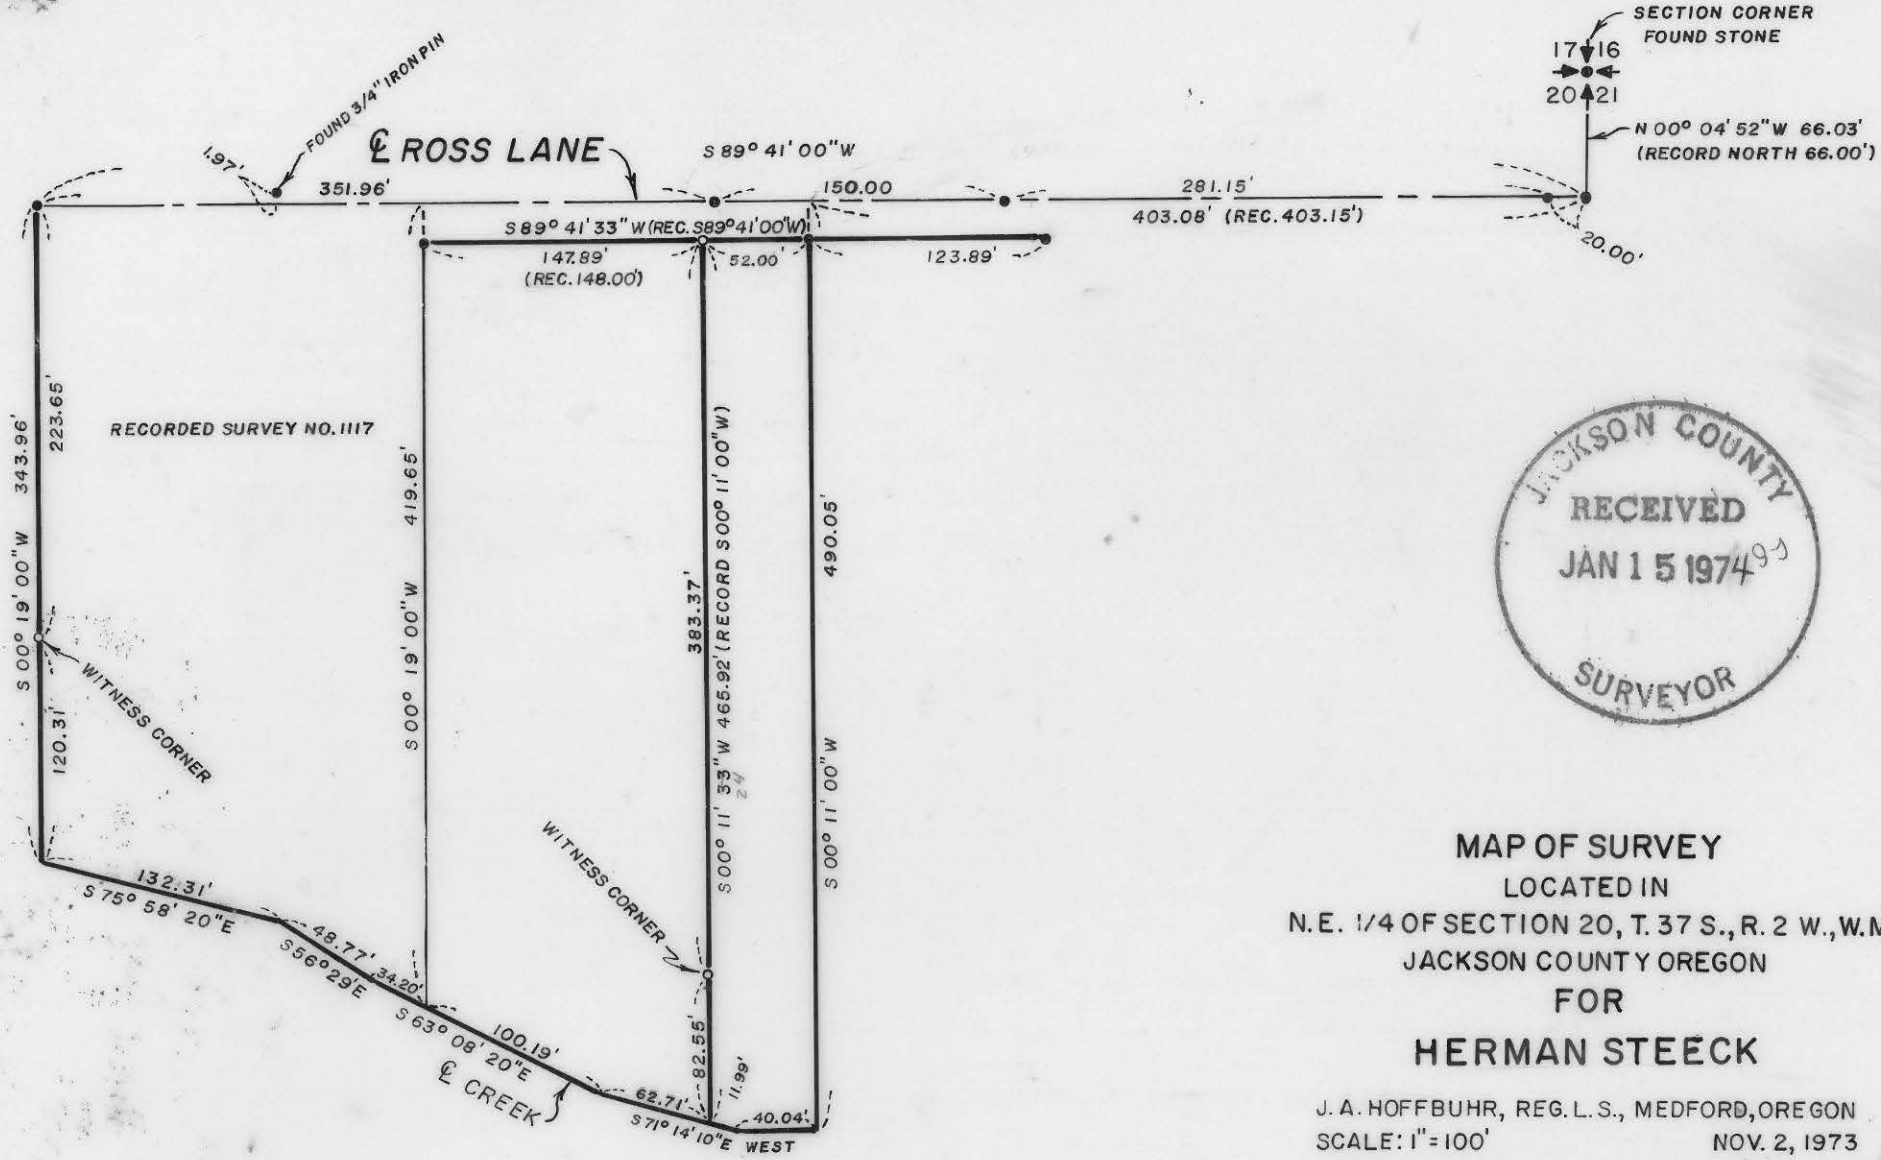 SECTION CORNER
FOUND STONE
17 16
20 21
N 00° 04' 52" W 66.03'
(RECORD NORTH 66.00')
FOUND 3/4" IRON PIN
1.97'
℄ ROSS LANE
S 89° 41' 00" W
351.96'
150.00
281.15'
403.08' (REC. 403.15')
20.00'
S 89° 41' 33" W (REC. S89° 41' 00" W)
147.89'
(REC. 148.00')
52.00'
123.89'
RECORDED SURVEY NO. 1117
S 00° 19' 00" W 343.96'
223.65'
120.31'
WITNESS CORNER
S 00° 19' 00" W 419.65'
383.37'
S00° 11' 33" W 465.92' (RECORD S00° 11' 00" W)
24
S 00° 11' 00" W 490.05'
WITNESS CORNER
82.55'
11.99'
132.31'
S 75° 58' 20" E
48.77'
S 56° 29' E
34.20'
S 63° 08' 20" E
100.19'
℄ CREEK
62.71'
S 71° 14' 10" E
40.04'
WEST
JACKSON COUNTY
RECEIVED
JAN 15 1974
SURVEYOR
MAP OF SURVEY
LOCATED IN
N.E. 1/4 OF SECTION 20, T. 37 S., R. 2 W., W.M
JACKSON COUNTY OREGON
FOR
HERMAN STEECK
J. A. HOFFBUHR, REG. L. S., MEDFORD, OREGON
SCALE: 1" = 100' NOV. 2, 1973